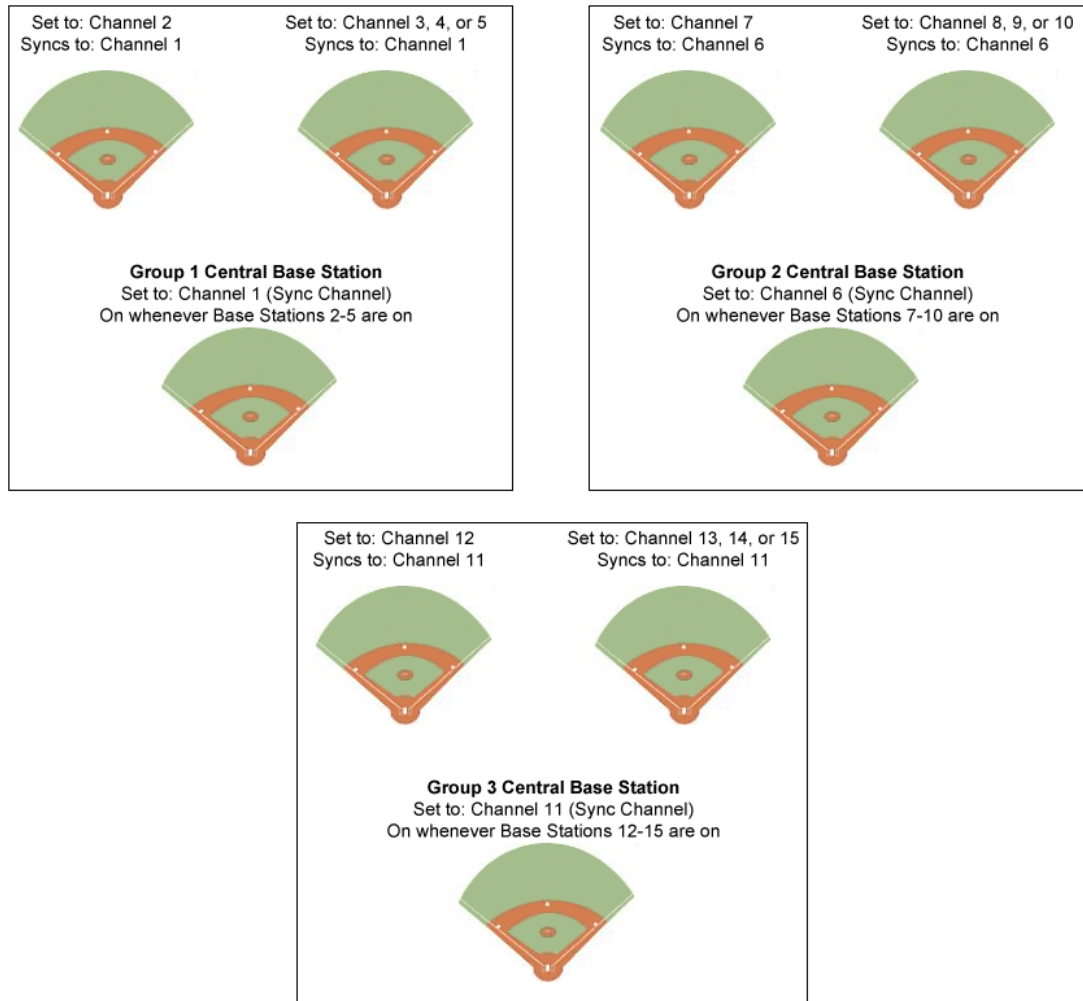 Set to: Channel 2
Syncs to: Channel 1
Set to: Channel 3, 4, or 5
Syncs to: Channel 1
Group 1 Central Base Station
Set to: Channel 1 (Sync Channel)
On whenever Base Stations 2-5 are on
Set to: Channel 7
Syncs to: Channel 6
Set to: Channel 8, 9, or 10
Syncs to: Channel 6
Group 2 Central Base Station
Set to: Channel 6 (Sync Channel)
On whenever Base Stations 7-10 are on
Set to: Channel 12
Syncs to: Channel 11
Set to: Channel 13, 14, or 15
Syncs to: Channel 11
Group 3 Central Base Station
Set to: Channel 11 (Sync Channel)
On whenever Base Stations 12-15 are on